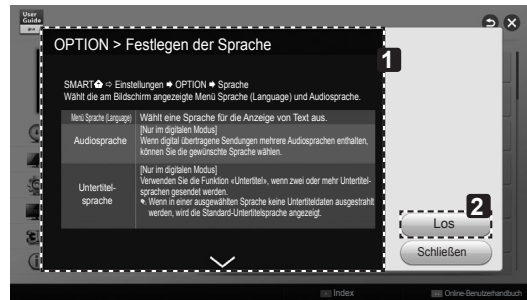 User
Guide
OPTION > Festlegen der Sprache
1
SMART ⇨ Einstellungen ➡ OPTION ➡ Sprache
Wählt die am Bildschirm angezeigte Menü Sprache (Language) und Audiosprache.
Menü Sprache (Language) Wählt eine Sprache für die Anzeige von Text aus.
Audiosprache
[Nur im digitalen Modus]
Wenn digital übertragene Sendungen mehrere Audiosprachen enthalten,
können Sie die gewünschte Sprache wählen.
Untertitel-
sprache
[Nur im digitalen Modus]
Verwenden Sie die Funktion «Untertitel», wenn zwei oder mehr Untertitel-
sprachen gesendet werden.
Wenn in einer ausgewählten Sprache keine Untertiteldaten ausgestrahlt
werden, wird die Standard-Untertitelsprache angezeigt.
2
Los
Schließen
Index
Online-Benutzerhandbuch